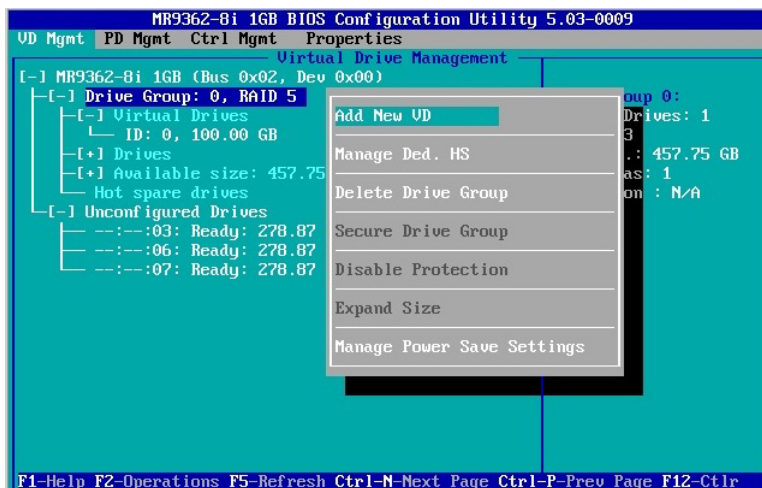 MR9362-8i 1GB BIOS Configuration Utility 5.03-0009
VD Mgmt PD Mgmt Ctrl Mgmt Properties
Virtual Drive Management
[-] MR9362-8i 1GB (Bus 0x02, Dev 0x00)
[-] Drive Group: 0, RAID 5
[-] Virtual Drives
ID: 0, 100.00 GB
[+] Drives
[+] Available size: 457.75
Hot spare drives
[-] Unconfigured Drives
--:--:03: Ready: 278.87
--:--:06: Ready: 278.87
--:--:07: Ready: 278.87
Add New VD
Manage Ded. HS
Delete Drive Group
Secure Drive Group
Disable Protection
Expand Size
Manage Power Save Settings
oup 0:
Drives: 1
3
.: 457.75 GB
as: 1
on : N/A
F1-Help F2-Operations F5-Refresh Ctrl-N-Next Page Ctrl-P-Prev Page F12-Ctlr